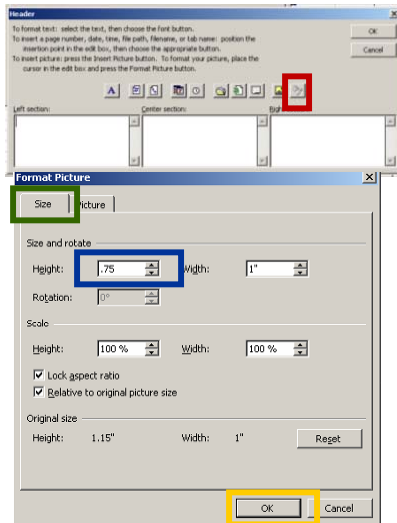 Header
To format text: select the text, then choose the font button.
To insert a page number, date, time, file path, filename, or tab name: position the
insertion point in the edit box, then choose the appropriate button.
To insert picture: press the Insert Picture button. To format your picture, place the
cursor in the edit box and press the Format Picture button.
OK
Cancel
A
Left section:
Center section:
Right
Format Picture
Size
Picture
Size and rotate
Height: .75 Width: 1"
Rotation: 0°
Scale
Height: 100 % Width: 100 %
Lock aspect ratio
Relative to original picture size
Original size
Height: 1.15" Width: 1" Reset
OK Cancel